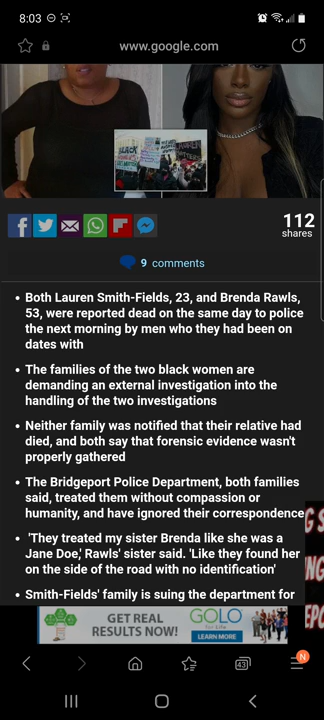 8:03
www.google.com
BLACK
112
shares
9 comments
• Both Lauren Smith-Fields, 23, and Brenda Rawls,
53, were reported dead on the same day to police
the next morning by men who they had been on
dates with
• The families of the two black women are
demanding an external investigation into the
handling of the two investigations
• Neither family was notified that their relative had
died, and both say that forensic evidence wasn't
properly gathered
• The Bridgeport Police Department, both families
said, treated them without compassion or
humanity, and have ignored their correspondence
• 'They treated my sister Brenda like she was a
Jane Doe,' Rawls' sister said. 'Like they found her
on the side of the road with no identification'
• Smith-Fields' family is suing the department for
GET REAL
RESULTS NOW!
GOLO
for Life
LEARN MORE
43
N